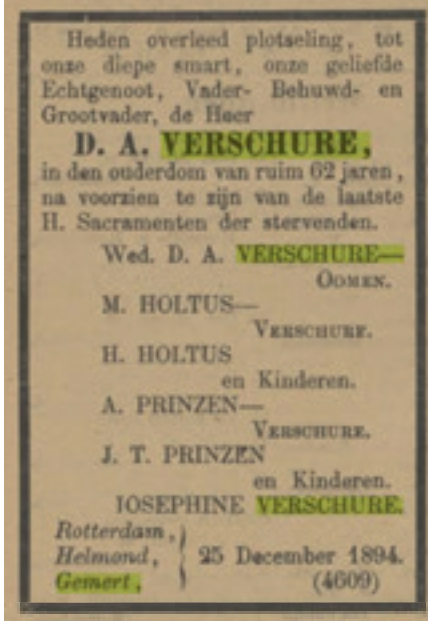 Heden overleed plotseling, tot
onze diepe smart, onze geliefde
Echtgenoot, Vader- Behuwd- en
Grootvader, de Heer
D. A. VERSCHURE,
in den ouderdom van ruim 62 jaren,
na voorzien te zijn van de laatste
H. Sacramenten der stervenden.
Wed. D. A. VERSCHURE—
OOMEN.
M. HOLTUS—
VERSCHURE.
H. HOLTUS
en Kinderen.
A. PRINZEN—
VERSCHURE.
J. T. PRINZEN
en Kinderen.
JOSEPHINE VERSCHURE.
Rotterdam,
Helmond, 25 December 1894.
Gemert, (4609)